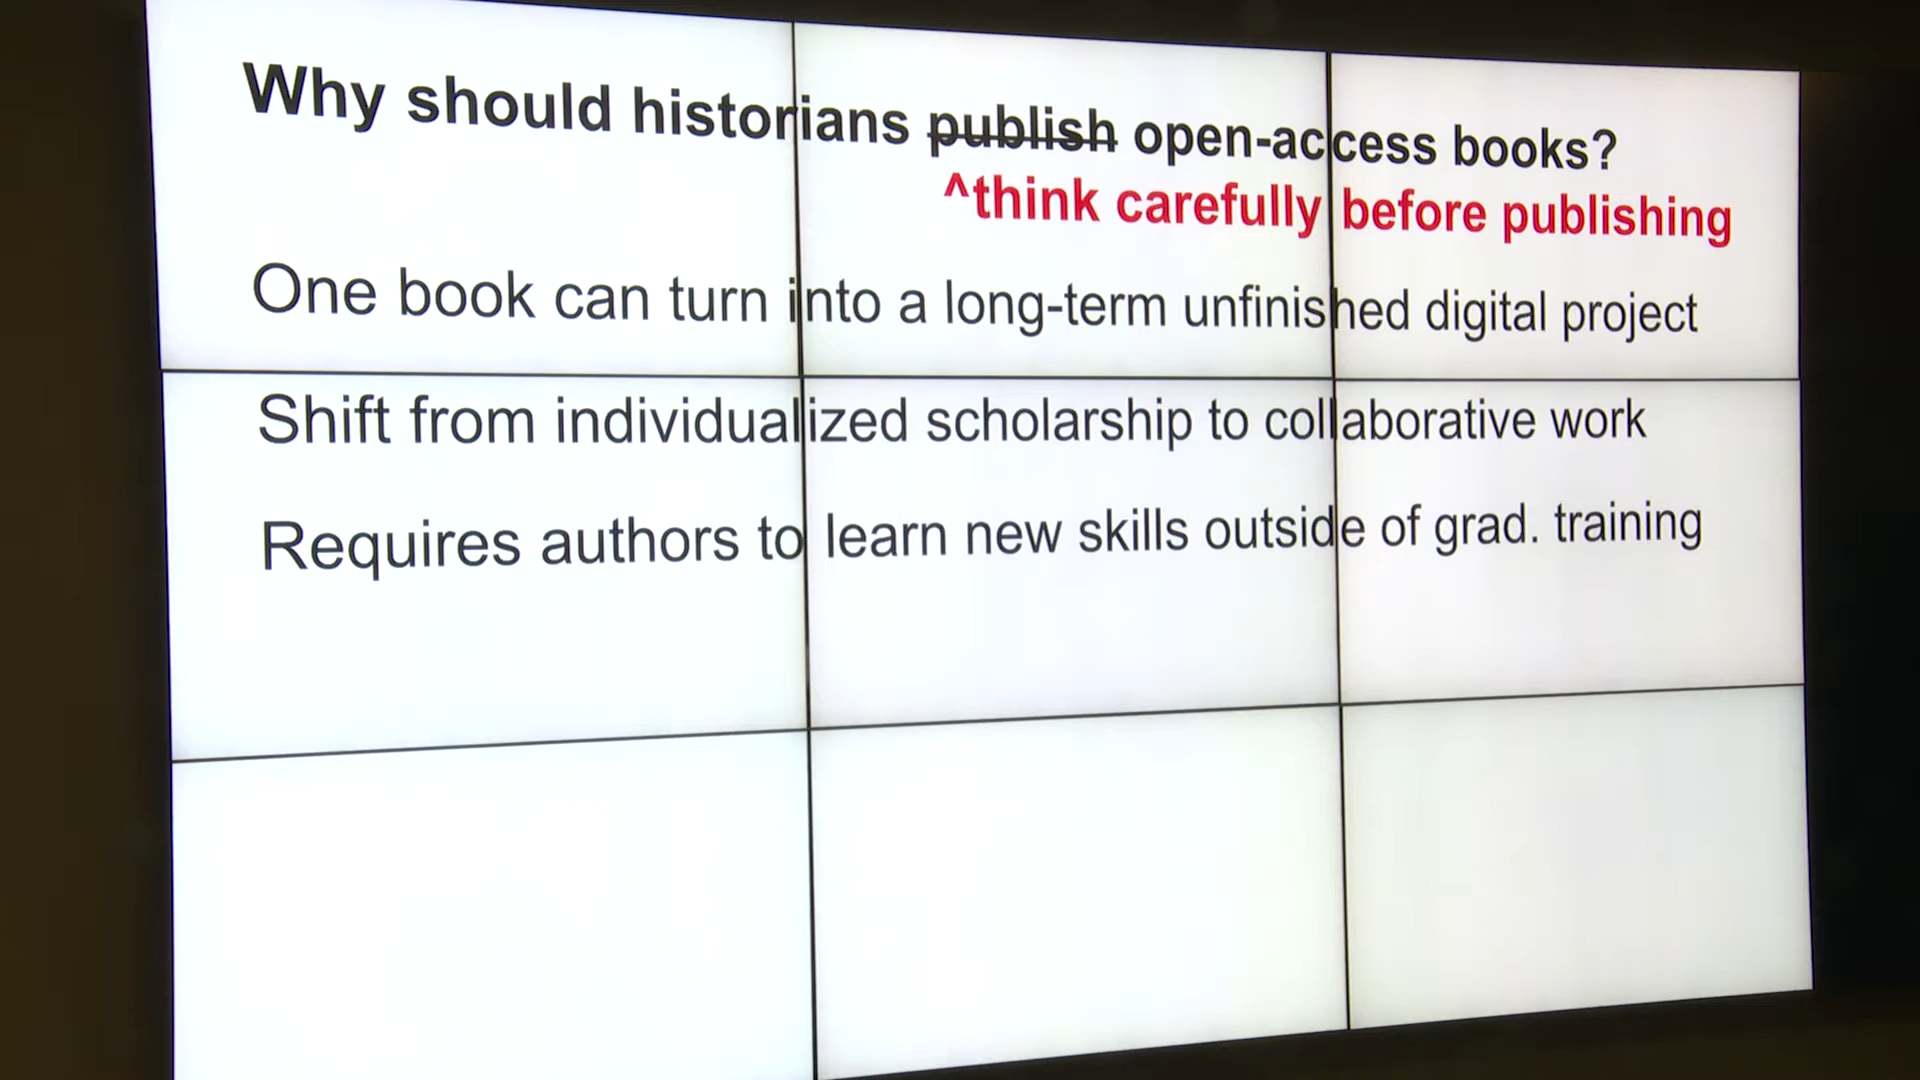 Why should historians publish open-access books?
^think carefully before publishing
One book can turn into a long-term unfinished digital project
Shift from individualized scholarship to collaborative work
Requires authors to learn new skills outside of grad. training